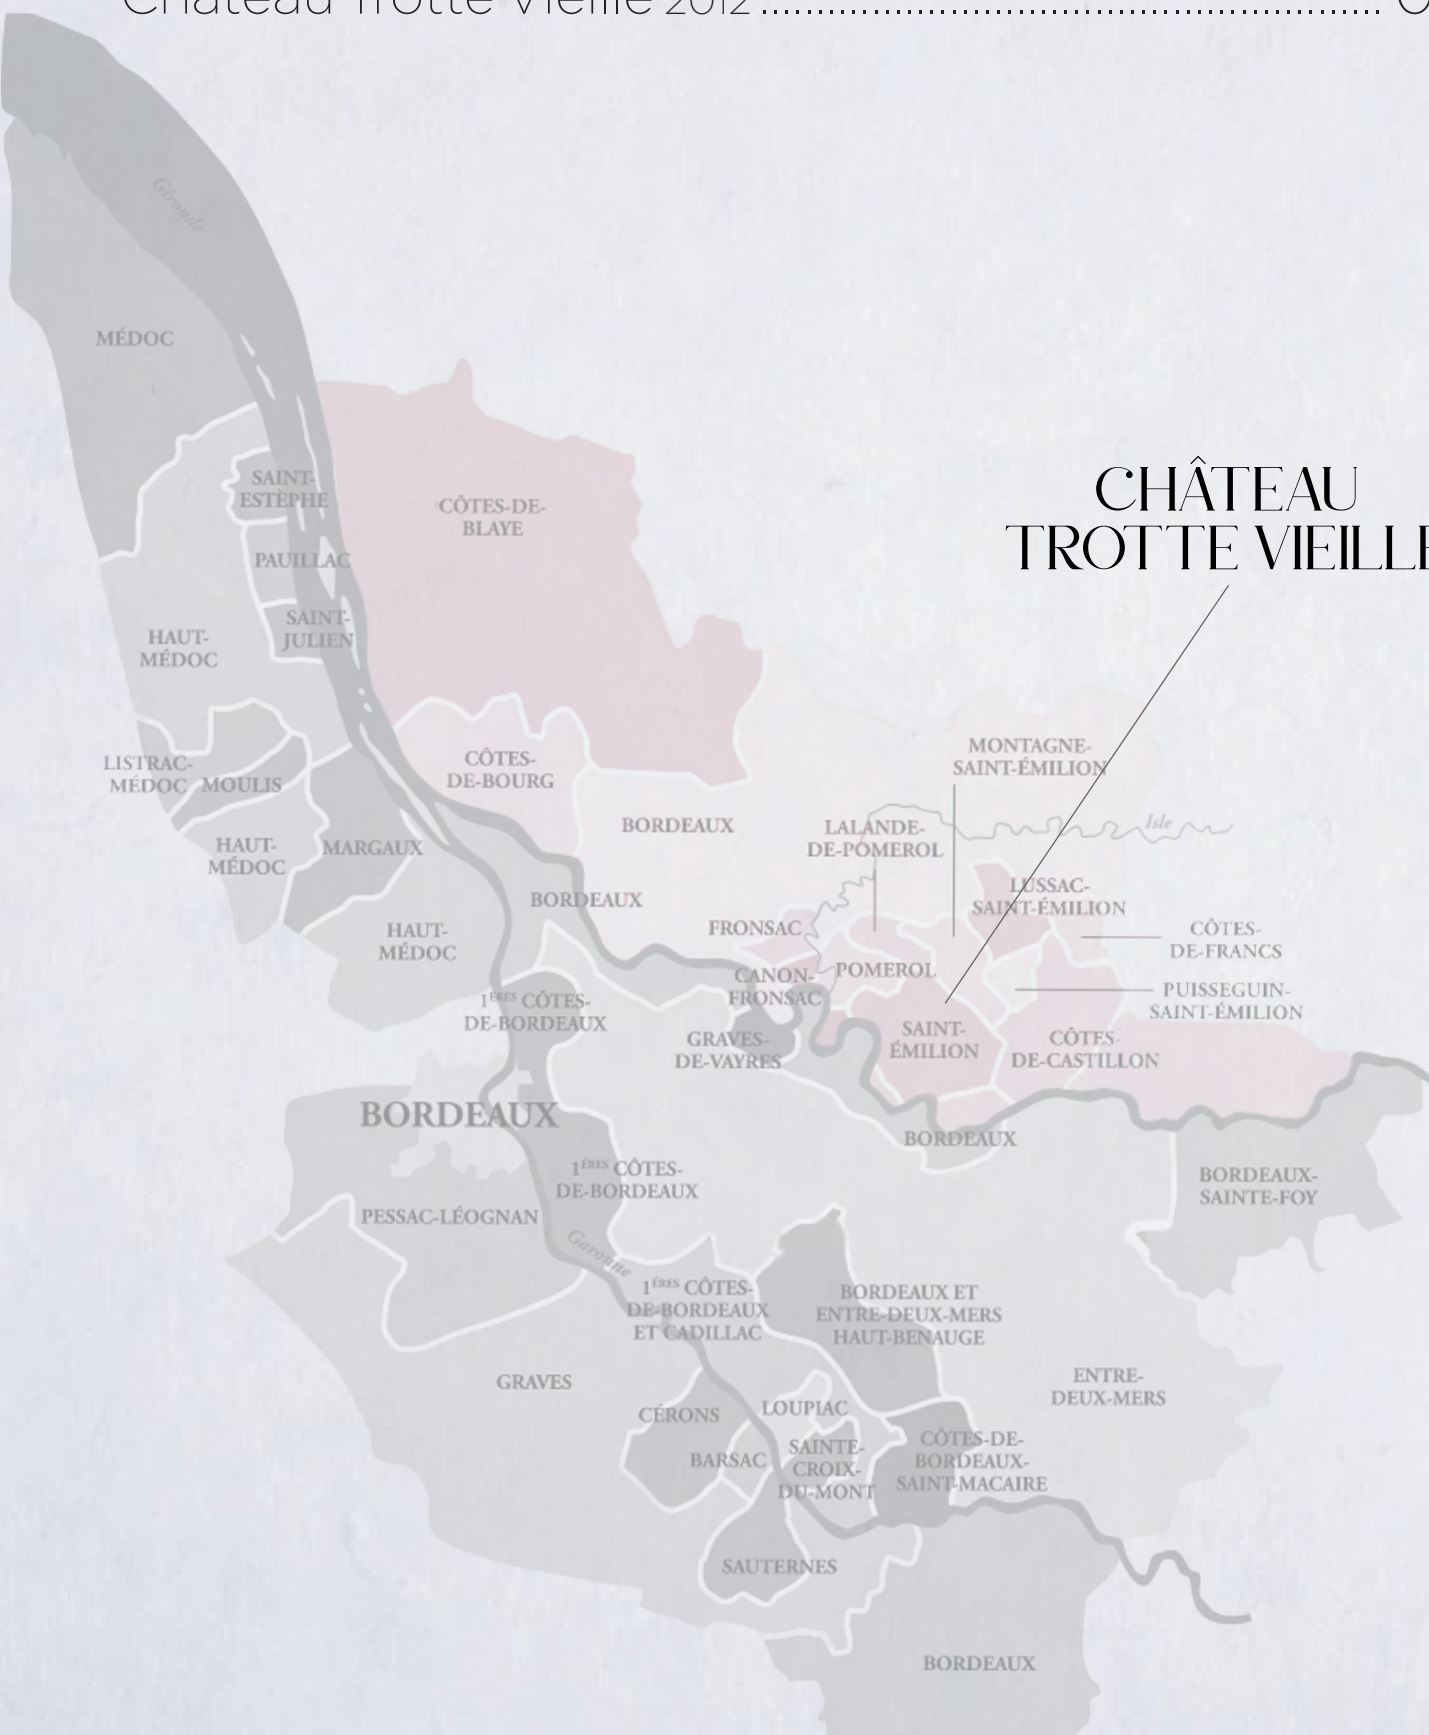 Château Trotte Vieille 2012
Gironde
MÉDOC
SAINT-
ESTÈPHE
CÔTES-DE-
BLAYE
CHÂTEAU
TROTTE VIEILLE
PAUILLAC
SAINT-
JULIEN
HAUT-
MÉDOC
LISTRAC-
MÉDOC
MOULIS
CÔTES-
DE-BOURG
MONTAGNE-
SAINT-ÉMILION
BORDEAUX
LALANDE-
DE-POMEROL
Isle
HAUT-
MÉDOC
MARGAUX
BORDEAUX
LUSSAC-
SAINT-ÉMILION
FRONSAC
CÔTES-
DE-FRANCS
HAUT-
MÉDOC
CANON-
FRONSAC
POMEROL
PUISSEGUIN-
SAINT-ÉMILION
1ÈRES CÔTES-
DE-BORDEAUX
GRAVES-
DE-VAYRES
SAINT-
ÉMILION
CÔTES-
DE-CASTILLON
BORDEAUX
BORDEAUX
1ÈRES CÔTES-
DE-BORDEAUX
BORDEAUX-
SAINTE-FOY
PESSAC-LÉOGNAN
Garonne
1ÈRES CÔTES-
DE-BORDEAUX
ET CADILLAC
BORDEAUX ET
ENTRE-DEUX-MERS
HAUT-BENAUGE
GRAVES
ENTRE-
DEUX-MERS
CÉRONS
LOUPIAC
BARSAC
SAINTE-
CROIX-
DU-MONT
CÔTES-DE-
BORDEAUX-
SAINT-MACAIRE
SAUTERNES
BORDEAUX